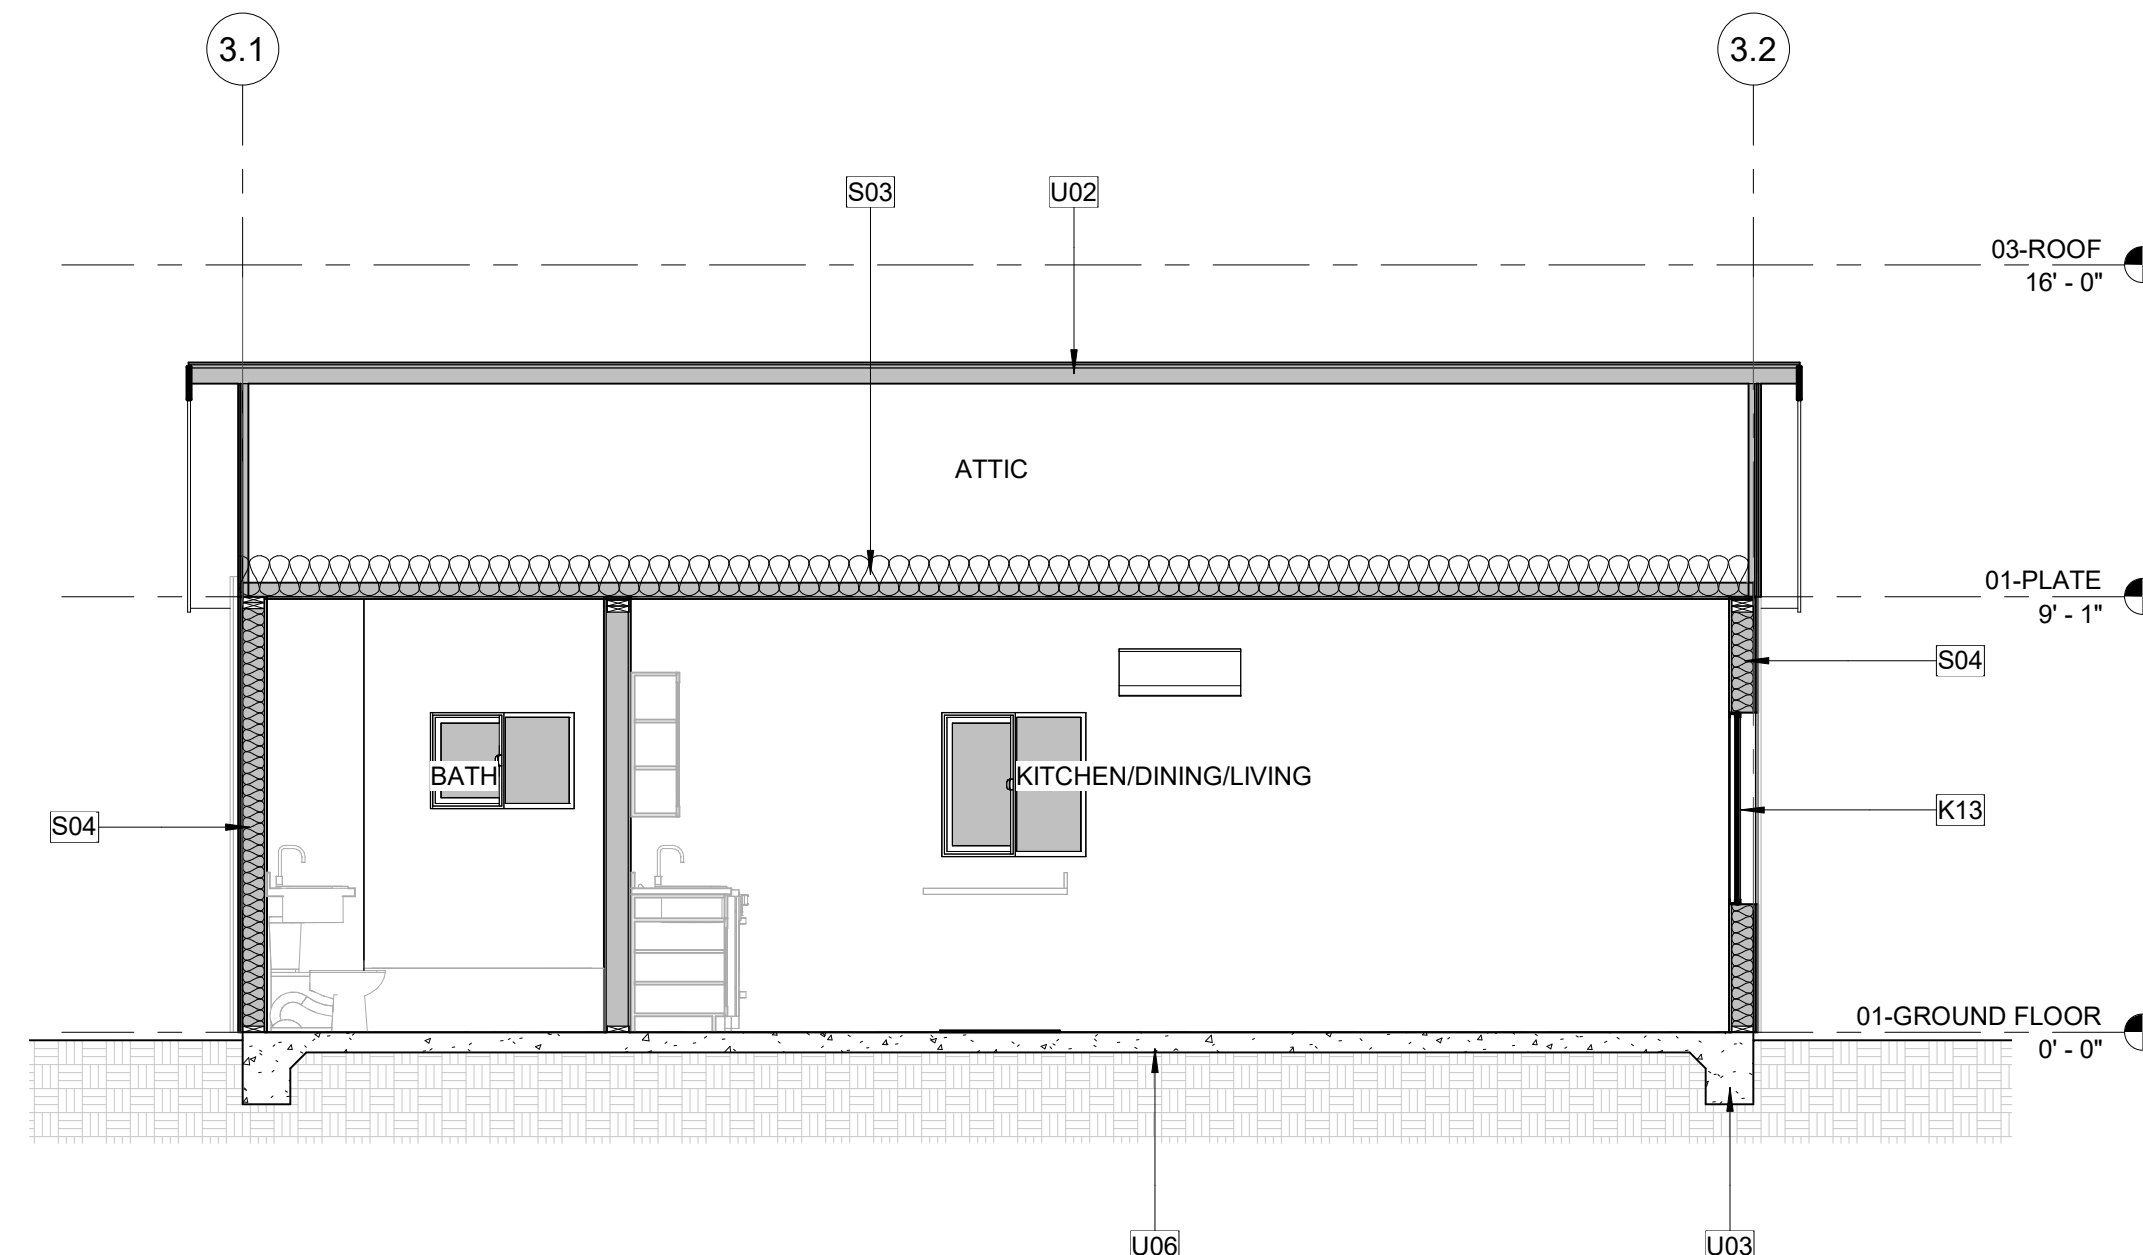 3.1
3.2
S03
U02
03-ROOF
16' - 0"
ATTIC
01-PLATE
9' - 1"
S04
BATH
KITCHEN/DINING/LIVING
K13
S04
01-GROUND FLOOR
0' - 0"
U06
U03